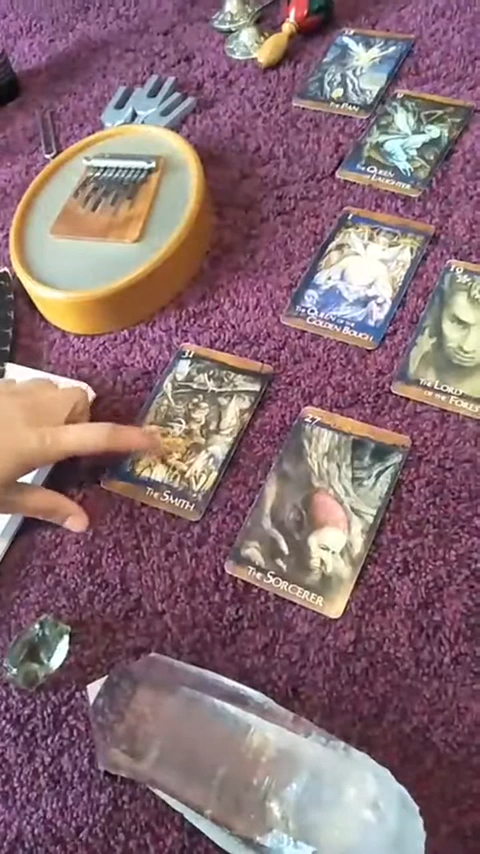 THE PAN
THE QUEEN
OF LAUGHTER
1
THE QUEEN OF THE
GOLDEN BOUGH
THE LORD
OF THE FOREST
31
THE SMITH
27
THE SORCERER